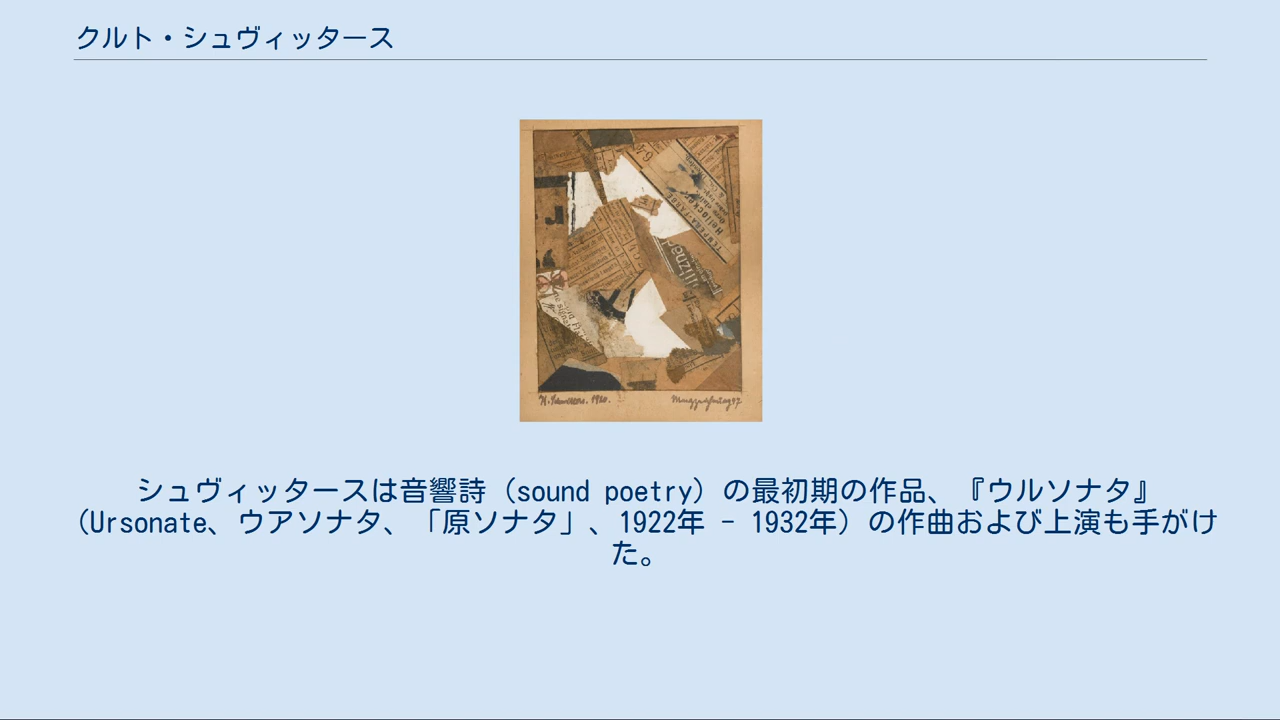 クルト・シュヴィッタース
シュヴィッタースは音響詩（sound poetry）の最初期の作品、『ウルソナタ』
（Ursonate、ウアソナタ、「原ソナタ」、1922年 - 1932年）の作曲および上演も手がけ
た。